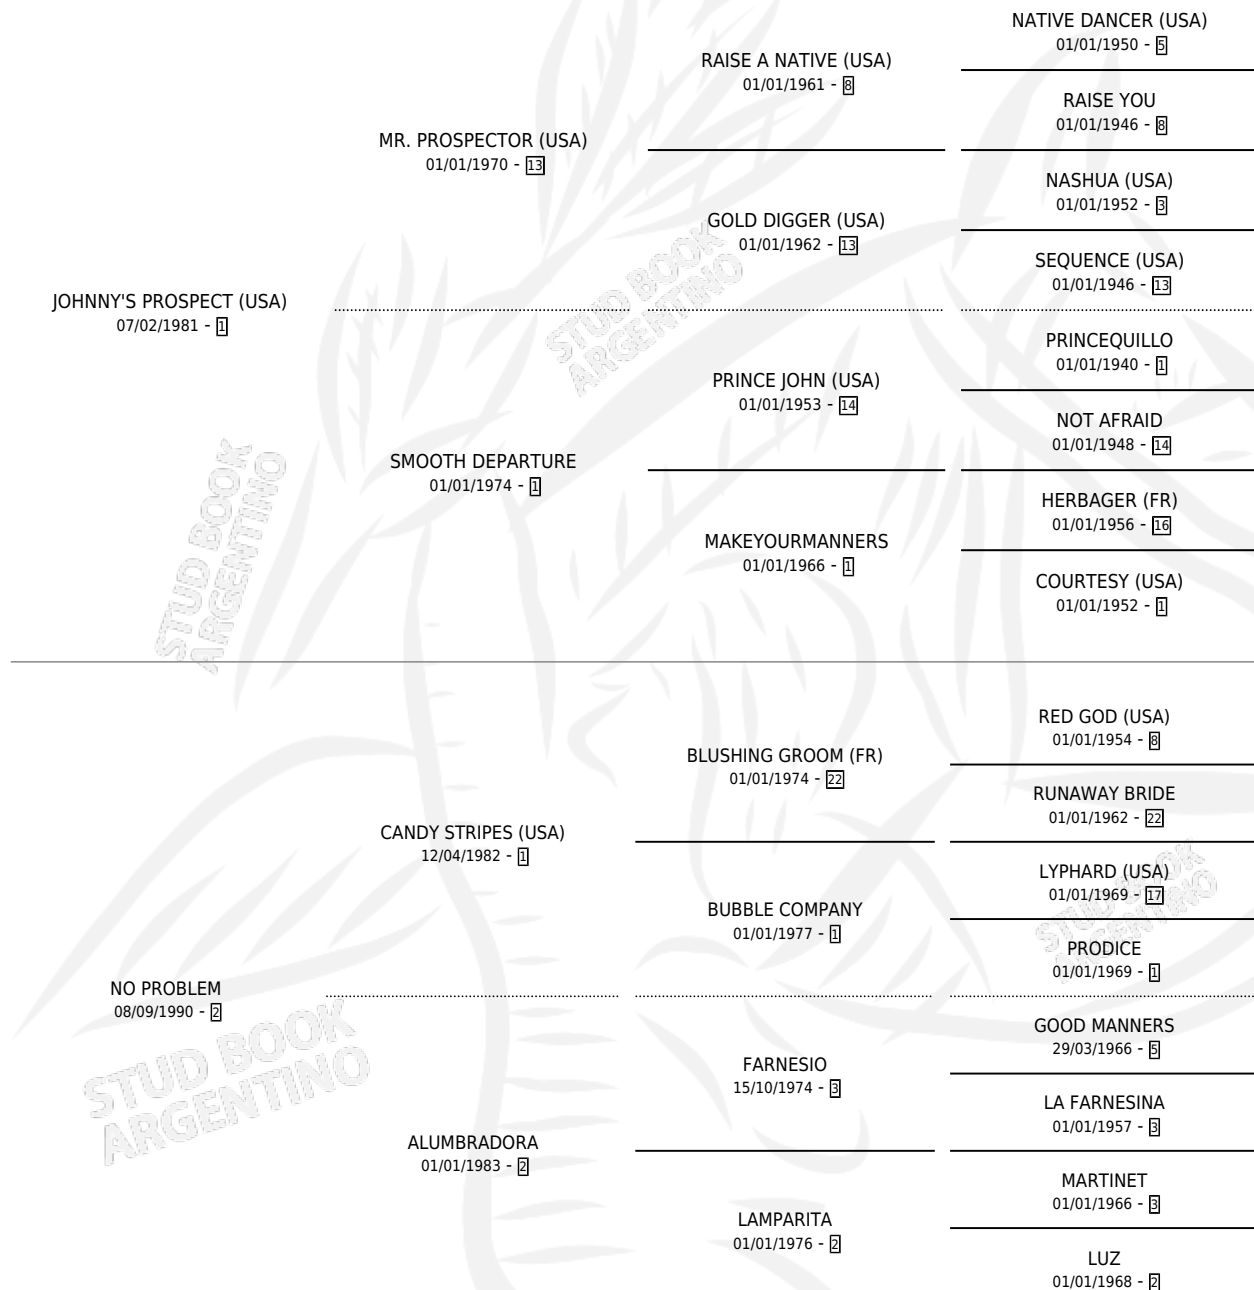 NATIVE DANCER (USA)
01/01/1950 - 5
RAISE A NATIVE (USA)
01/01/1961 - 8
RAISE YOU
01/01/1946 - 8
MR. PROSPECTOR (USA)
01/01/1970 - 13
NASHUA (USA)
01/01/1952 - 3
GOLD DIGGER (USA)
01/01/1962 - 13
SEQUENCE (USA)
01/01/1946 - 13
JOHNNY'S PROSPECT (USA)
07/02/1981 - 1
STUD BOOK
ARGENTINO
PRINCEQUILLO
01/01/1940 - 1
PRINCE JOHN (USA)
01/01/1953 - 14
NOT AFRAID
01/01/1948 - 14
SMOOTH DEPARTURE
01/01/1974 - 1
HERBAGER (FR)
01/01/1956 - 16
MAKEYOURMANNERS
01/01/1966 - 1
COURTESY (USA)
01/01/1952 - 1
STUD BOOK
ARGENTINO
RED GOD (USA)
01/01/1954 - 8
BLUSHING GROOM (FR)
01/01/1974 - 22
RUNAWAY BRIDE
01/01/1962 - 22
CANDY STRIPES (USA)
12/04/1982 - 1
LYPHARD (USA)
01/01/1969 - 17
BUBBLE COMPANY
01/01/1977 - 1
STUD BOOK
ARGENTINO
PRODICE
01/01/1969 - 1
NO PROBLEM
08/09/1990 - 2
GOOD MANNERS
29/03/1966 - 5
FARNESIO
15/10/1974 - 3
STUD BOOK
ARGENTINO
LA FARNESINA
01/01/1957 - 3
ALUMBRADORA
01/01/1983 - 2
MARTINET
01/01/1966 - 3
LAMPARITA
01/01/1976 - 2
LUZ
01/01/1968 - 2